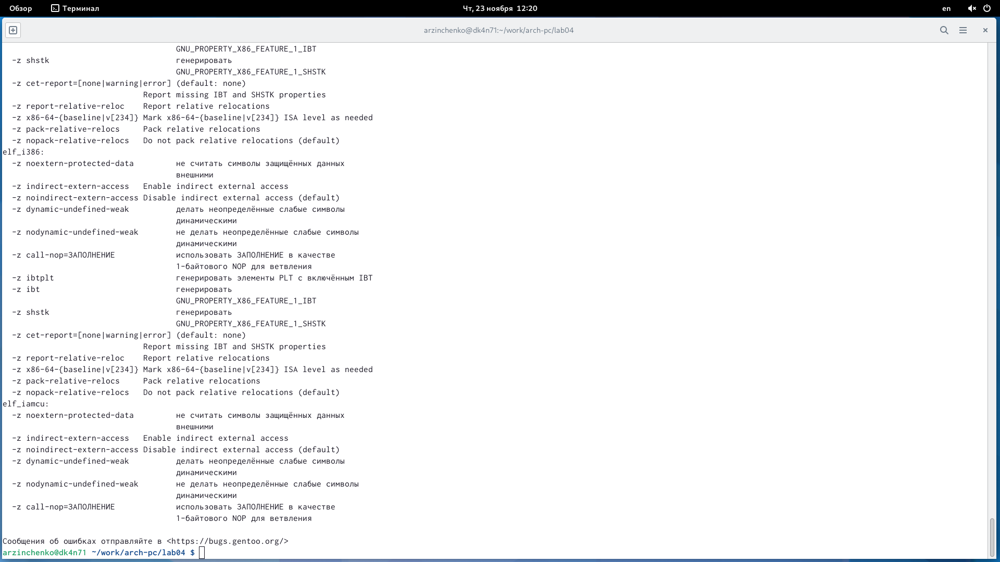 Обзор Терминал Чт, 23 ноября 12:20 en
arzinchenko@dk4n71:~/work/arch-pc/lab04
GNU_PROPERTY_X86_FEATURE_1_IBT
-z shstk генерировать
GNU_PROPERTY_X86_FEATURE_1_SHSTK
-z cet-report=[none|warning|error] (default: none)
Report missing IBT and SHSTK properties
-z report-relative-reloc Report relative relocations
-z x86-64-{baseline|v[234]} Mark x86-64-{baseline|v[234]} ISA level as needed
-z pack-relative-relocs Pack relative relocations
-z nopack-relative-relocs Do not pack relative relocations (default)
elf_i386:
-z noextern-protected-data не считать символы защищённых данных
внешними
-z indirect-extern-access Enable indirect external access
-z noindirect-extern-access Disable indirect external access (default)
-z dynamic-undefined-weak делать неопределённые слабые символы
динамическими
-z nodynamic-undefined-weak не делать неопределённые слабые символы
динамическими
-z call-nop=ЗАПОЛНЕНИЕ использовать ЗАПОЛНЕНИЕ в качестве
1-байтового NOP для ветвления
-z ibtplt генерировать элементы PLT с включённым IBT
-z ibt генерировать
GNU_PROPERTY_X86_FEATURE_1_IBT
-z shstk генерировать
GNU_PROPERTY_X86_FEATURE_1_SHSTK
-z cet-report=[none|warning|error] (default: none)
Report missing IBT and SHSTK properties
-z report-relative-reloc Report relative relocations
-z x86-64-{baseline|v[234]} Mark x86-64-{baseline|v[234]} ISA level as needed
-z pack-relative-relocs Pack relative relocations
-z nopack-relative-relocs Do not pack relative relocations (default)
elf_iamcu:
-z noextern-protected-data не считать символы защищённых данных
внешними
-z indirect-extern-access Enable indirect external access
-z noindirect-extern-access Disable indirect external access (default)
-z dynamic-undefined-weak делать неопределённые слабые символы
динамическими
-z nodynamic-undefined-weak не делать неопределённые слабые символы
динамическими
-z call-nop=ЗАПОЛНЕНИЕ использовать ЗАПОЛНЕНИЕ в качестве
1-байтового NOP для ветвления
Сообщения об ошибках отправляйте в <https://bugs.gentoo.org/>
arzinchenko@dk4n71 ~/work/arch-pc/lab04 $